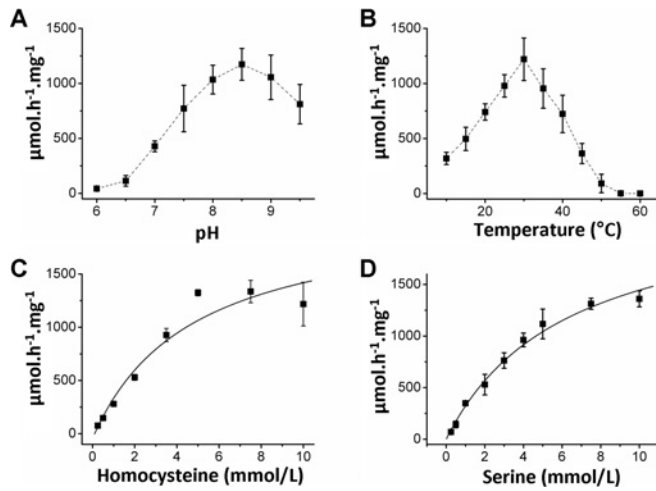 A
B
µmol.h⁻¹.mg⁻¹
1500
1000
500
0
6
7
8
9
pH
µmol.h⁻¹.mg⁻¹
1500
1000
500
0
20
40
60
Temperature (°C)
C
D
µmol.h⁻¹.mg⁻¹
1500
1000
500
0
0
2
4
6
8
10
Homocysteine (mmol/L)
µmol.h⁻¹.mg⁻¹
1500
1000
500
0
0
2
4
6
8
10
Serine (mmol/L)